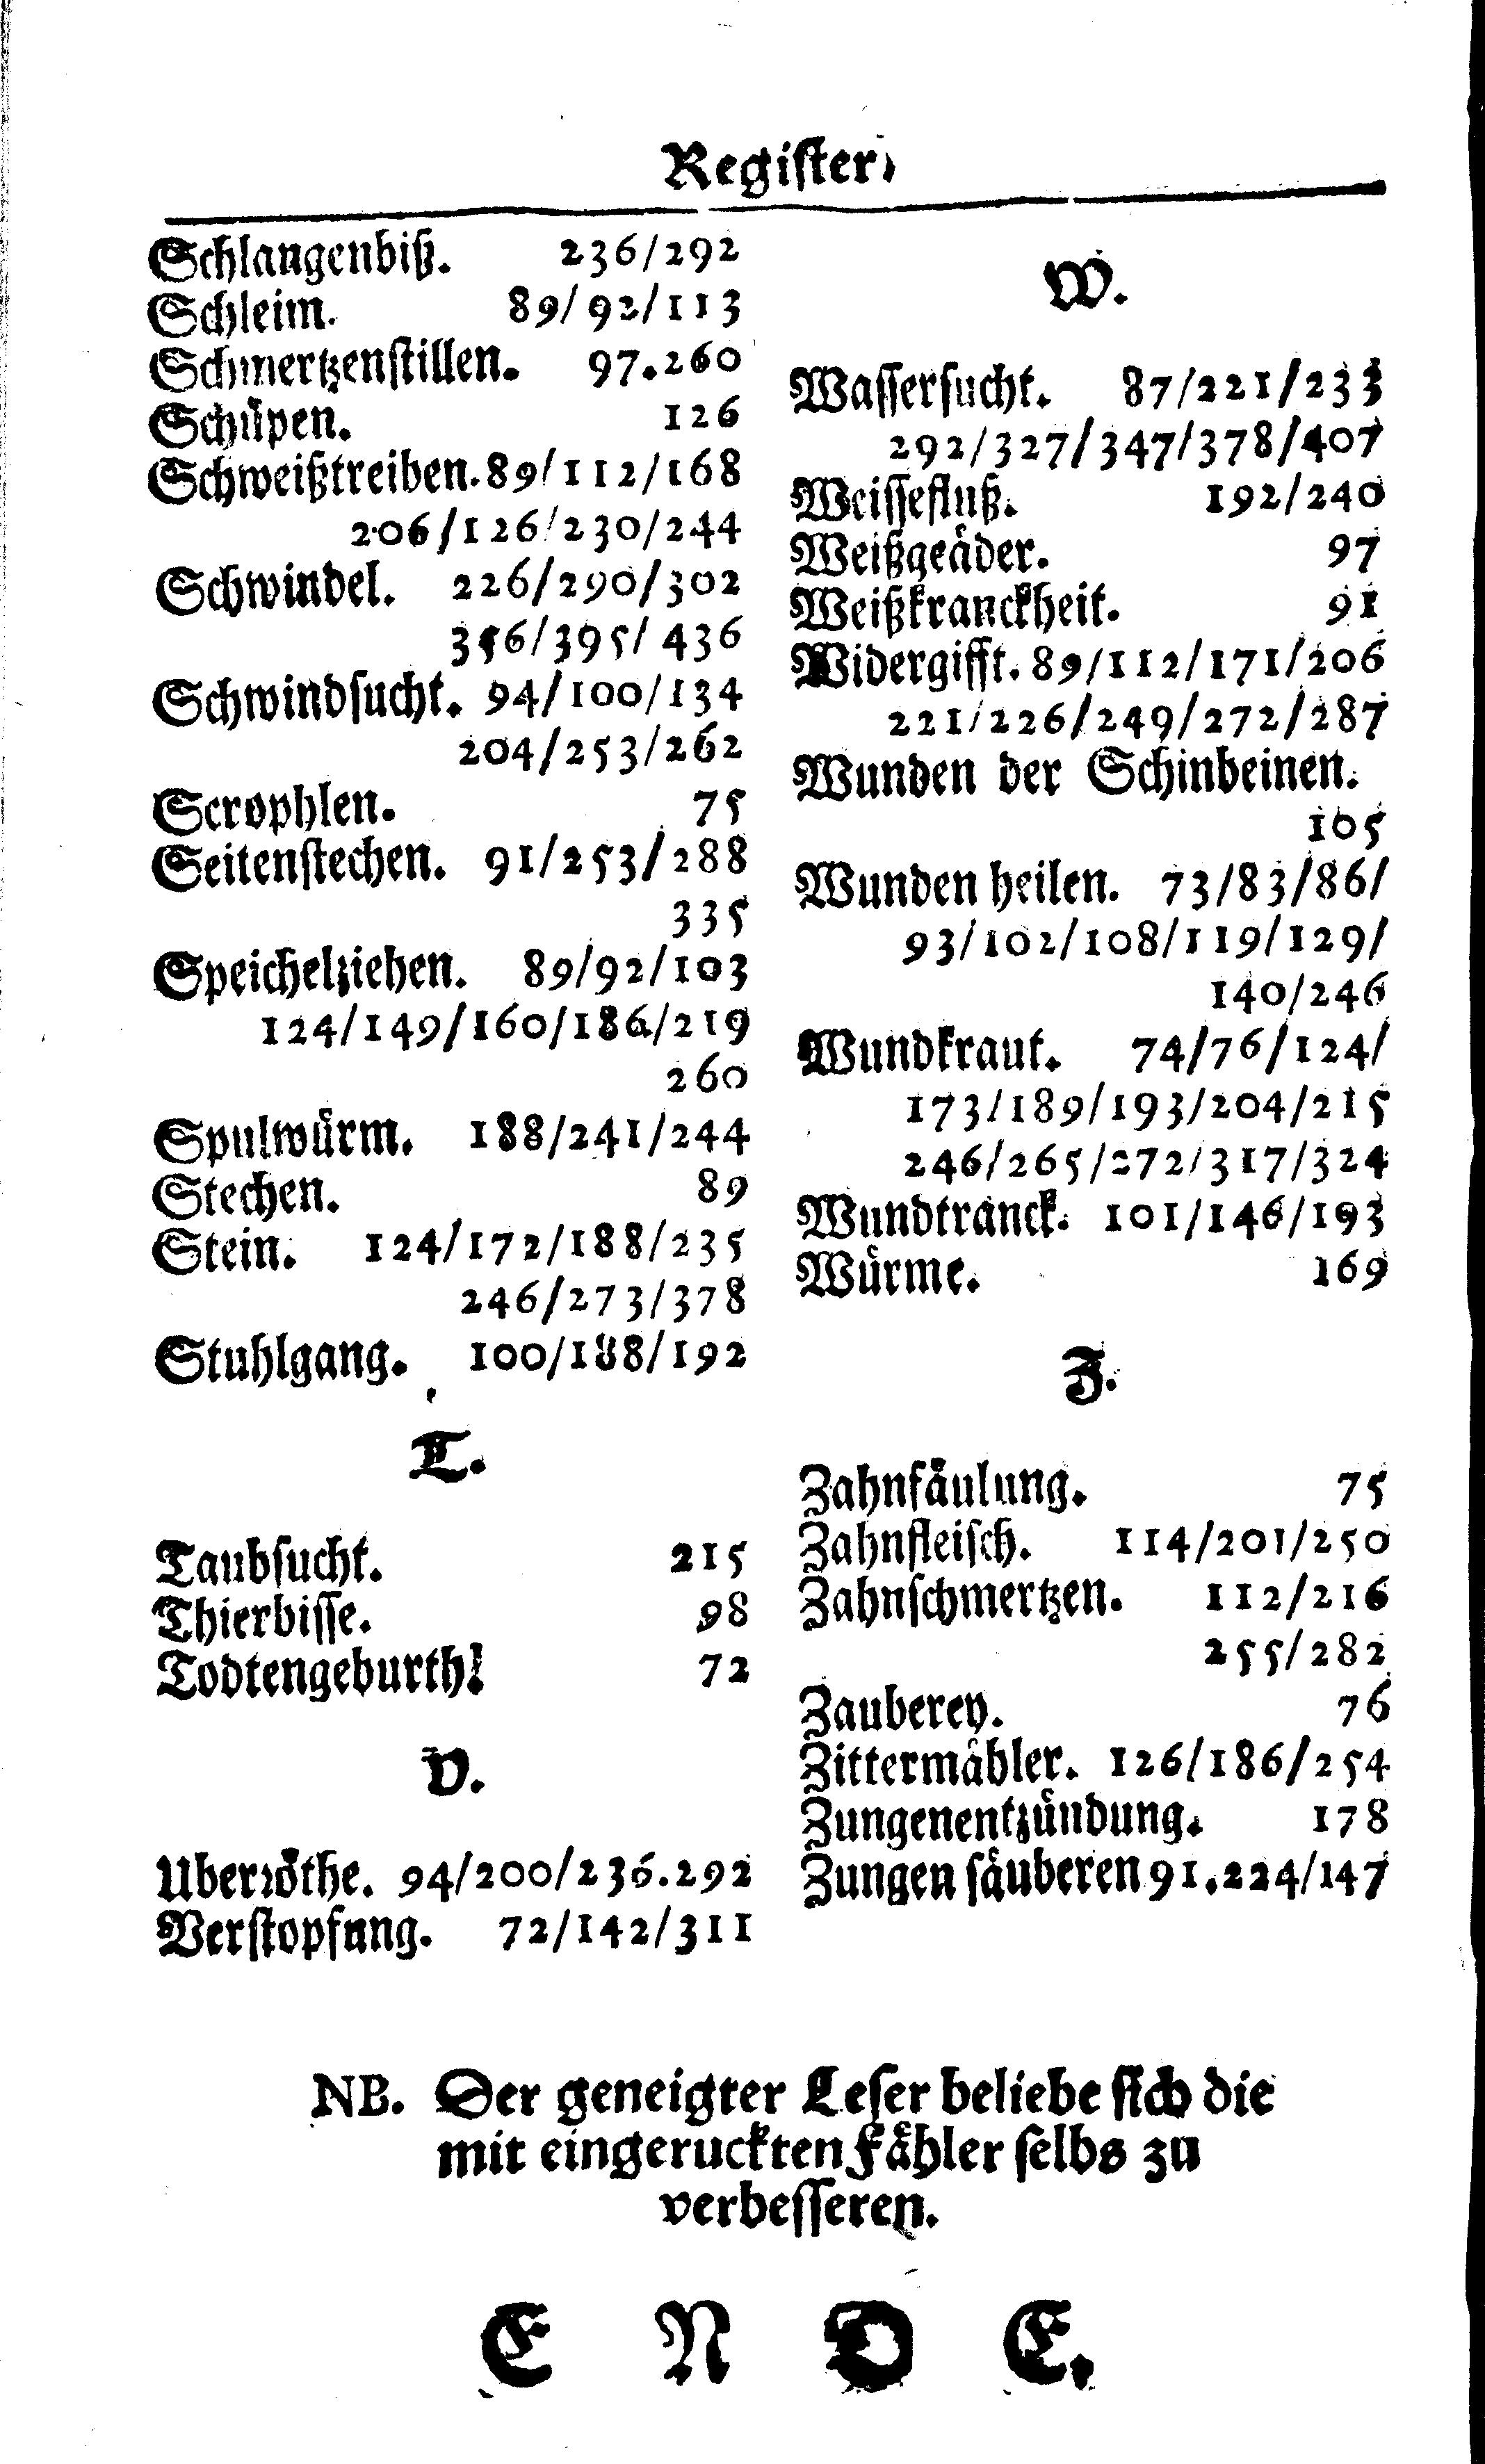 Register.
Schlangenbiß. 236/292
Schleim. 89/92/113
Schmertzenstillen. 97.260
Schüpen. 126
Schweißtreiben. 89/112/168
206/126/230/244
Schwindel. 226/290/302
356/395/436
Schwindsucht. 94/100/134
204/253/262
Scrophlen. 75
Seitenstechen. 91/253/288
335
Speichelziehen. 89/92/103
124/149/160/186/219
260
Spulwürm. 188/241/244
Stechen. 89
Stein. 124/172/188/235
246/273/378
Stuhlgang. 100/188/192
T.
Taubsucht. 215
Thierbisse. 98
Todtengeburth. 72
V.
Uberröthe. 94/200/236.292
Verstopfung. 72/142/311
W.
Wassersucht. 87/221/233
292/327/347/378/407
Weissefluß. 192/240
Weißgeäder. 97
Weißkranckheit. 91
Widergifft. 89/112/171/206
221/226/249/272/287
Wunden der Schinbeinen.
105
Wunden heilen. 73/83/86/
93/102/108/119/129/
140/246
Wundkraut. 74/76/124/
173/189/193/204/215
246/265/272/317/324
Wundtranck. 101/146/193
Würme. 169
Z.
Zahnfäulung. 75
Zahnfleisch. 114/201/250
Zahnschmertzen. 112/216
255/282
Zauberey. 76
Zittermähler. 126/186/254
Zungenentzündung. 178
Zungen säuberen 91.224/147
NB. Der geneigter Leser beliebe sich die
mit eingeruckten Fähler selbs zu
verbesseren.
E N D E.